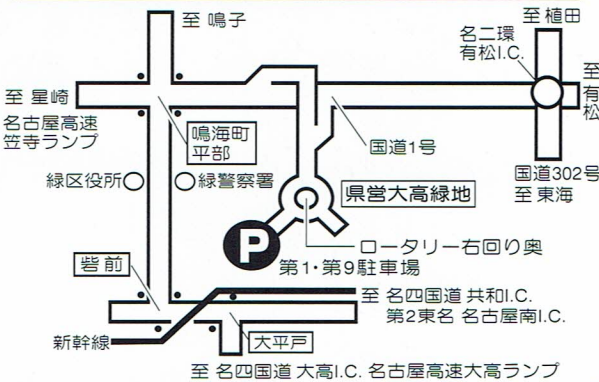 至 鳴子
至 植田
名二環
有松I.C.
至
有
松
至 星崎
名古屋高速
笠寺ランプ
鳴海町
平部
国道1号
国道302号
至 東海
緑区役所
緑警察署
県営大高緑地
P
ロータリー右回り奥
第1・第9駐車場
砦前
至 名四国道 共和I.C.
第2東名 名古屋南I.C.
新幹線
大平戸
至 名四国道 大高I.C. 名古屋高速大高ランプ